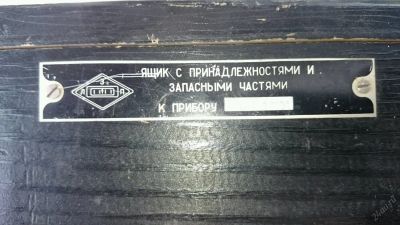 ЯЩИК С ПРИНАДЛЕЖНОСТЯМИ И
ЗАПАСНЫМИ ЧАСТЯМИ
К ПРИБОРУ